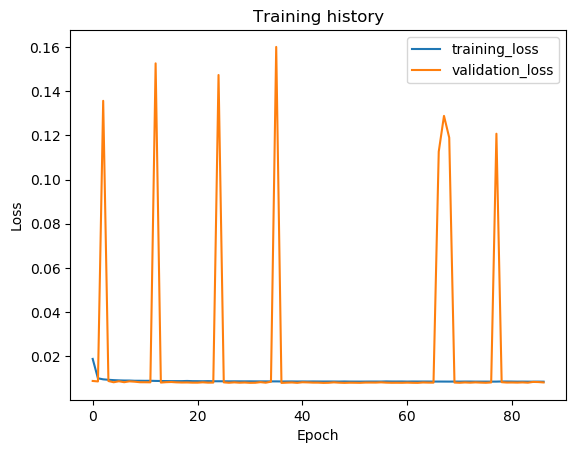 Training history
training_loss
validation_loss
0.16
0.14
0.12
0.10
0.08
0.06
0.04
0.02
Loss
0 20 40 60 80
Epoch